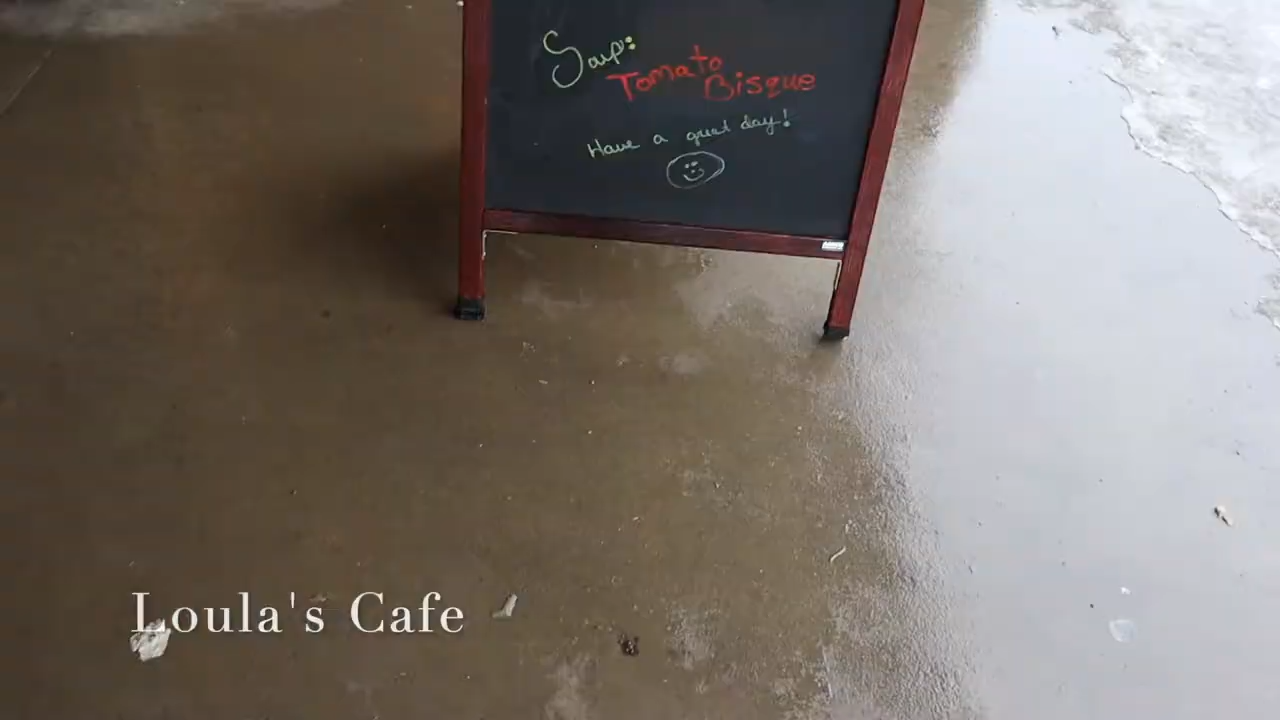 Soup:
Tomato
Bisque
Have a great day!
Loula's Cafe